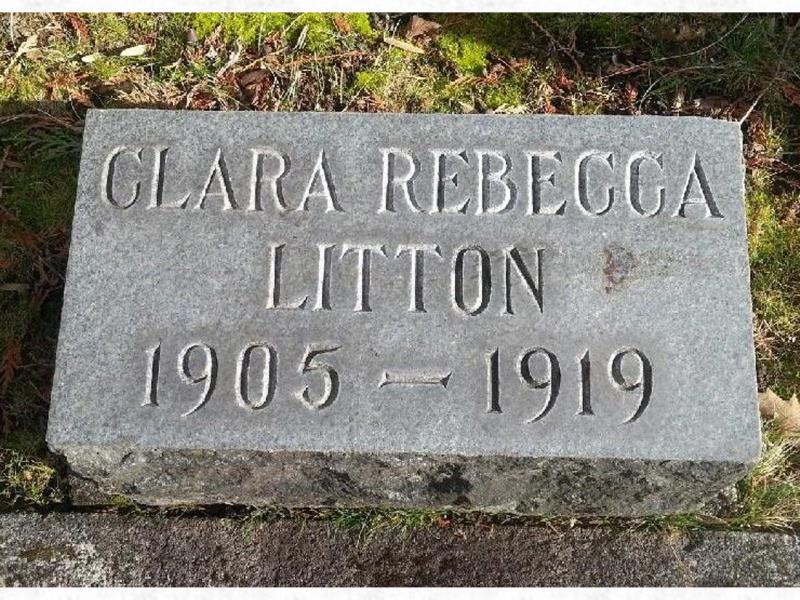 CLARA REBECCA
LITTON
1905 — 1919